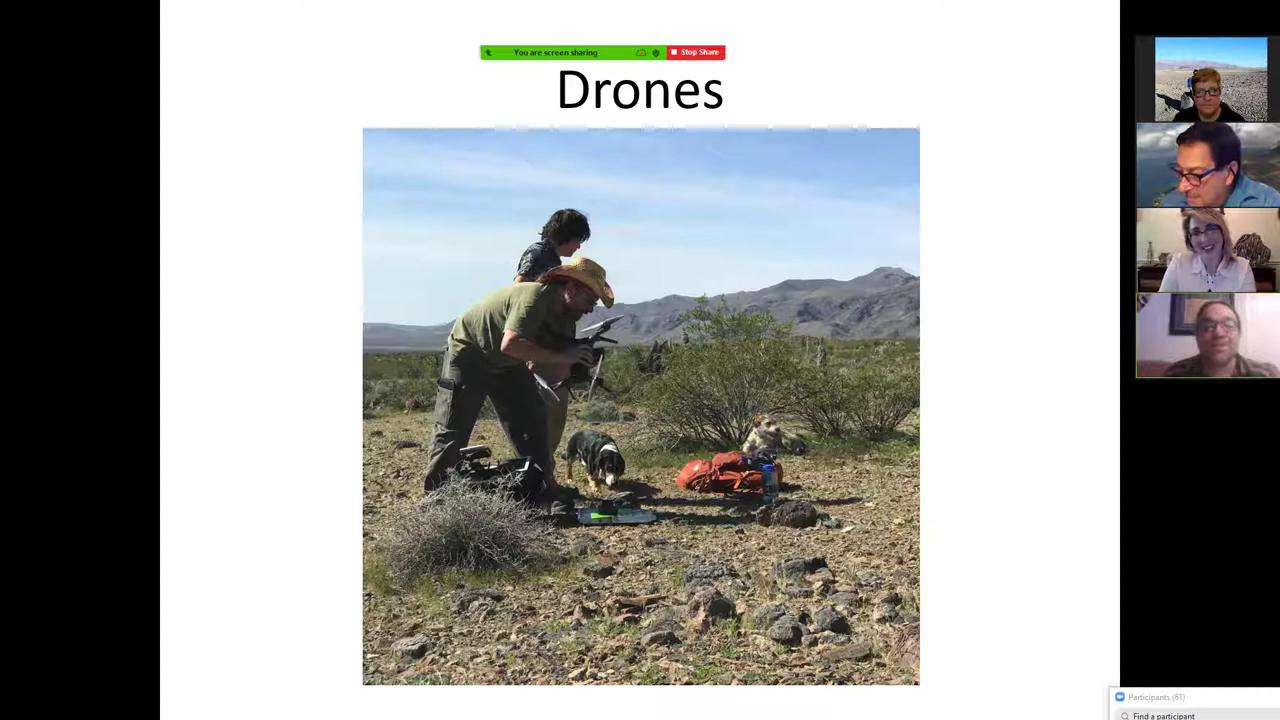 You are screen sharing
Stop Share
Drones
Participants (61)
Find a participant